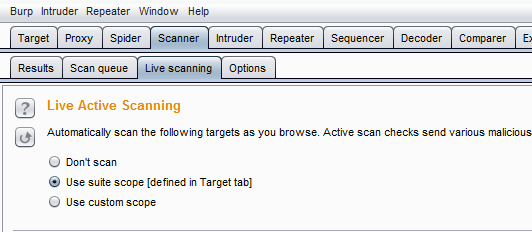 Burp Intruder Repeater Window Help
Target Proxy Spider Scanner Intruder Repeater Sequencer Decoder Comparer
Results Scan queue Live scanning Options
? Live Active Scanning
Automatically scan the following targets as you browse. Active scan checks send various malicious
Don't scan
Use suite scope [defined in Target tab]
Use custom scope